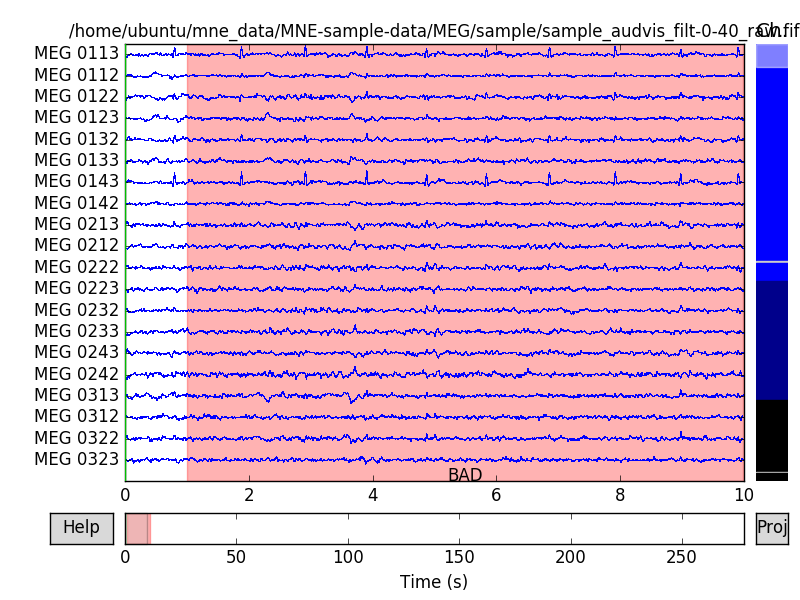 /home/ubuntu/mne_data/MNE-sample-data/MEG/sample/sample_audvis_filt-0-40_raw.fif
Ch.
MEG 0113
MEG 0112
MEG 0122
MEG 0123
MEG 0132
MEG 0133
MEG 0143
MEG 0142
MEG 0213
MEG 0212
MEG 0222
MEG 0223
MEG 0232
MEG 0233
MEG 0243
MEG 0242
MEG 0313
MEG 0312
MEG 0322
MEG 0323
BAD
0 2 4 6 8 10
Help
Proj
0 50 100 150 200 250
Time (s)